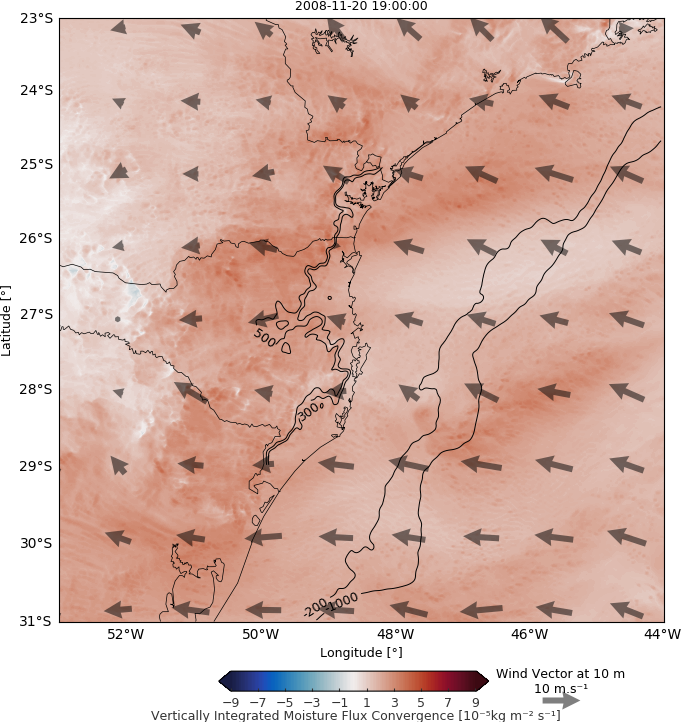 2008-11-20 19:00:00
23°S
24°S
25°S
26°S
27°S
28°S
29°S
30°S
31°S
Latitude [°]
500
300
-200
-1000
52°W 50°W 48°W 46°W 44°W
Longitude [°]
Wind Vector at 10 m
10 m.s⁻¹
−9 −7 −5 −3 −1 1 3 5 7 9
Vertically Integrated Moisture Flux Convergence [10⁻⁵kg m⁻² s⁻¹]